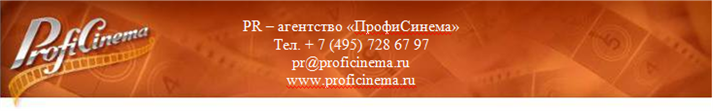 ProfiCinema
PR – агентство «ПрофиСинема»
Тел. + 7 (495) 728 67 97
pr@proficinema.ru
www.proficinema.ru